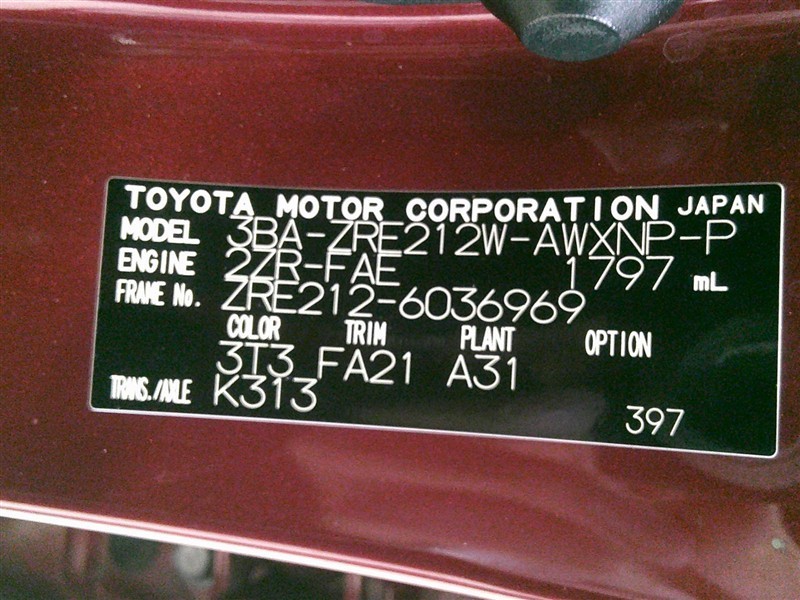 TOYOTA MOTOR CORPORATION JAPAN
MODEL 3BA-ZRE212W-AWXNP-P
ENGINE 2ZR-FAE 1797 mL
FRAME No. ZRE212-6036969
COLOR TRIM PLANT OPTION
3T3 FA21 A31
TRANS./AXLE K313
397